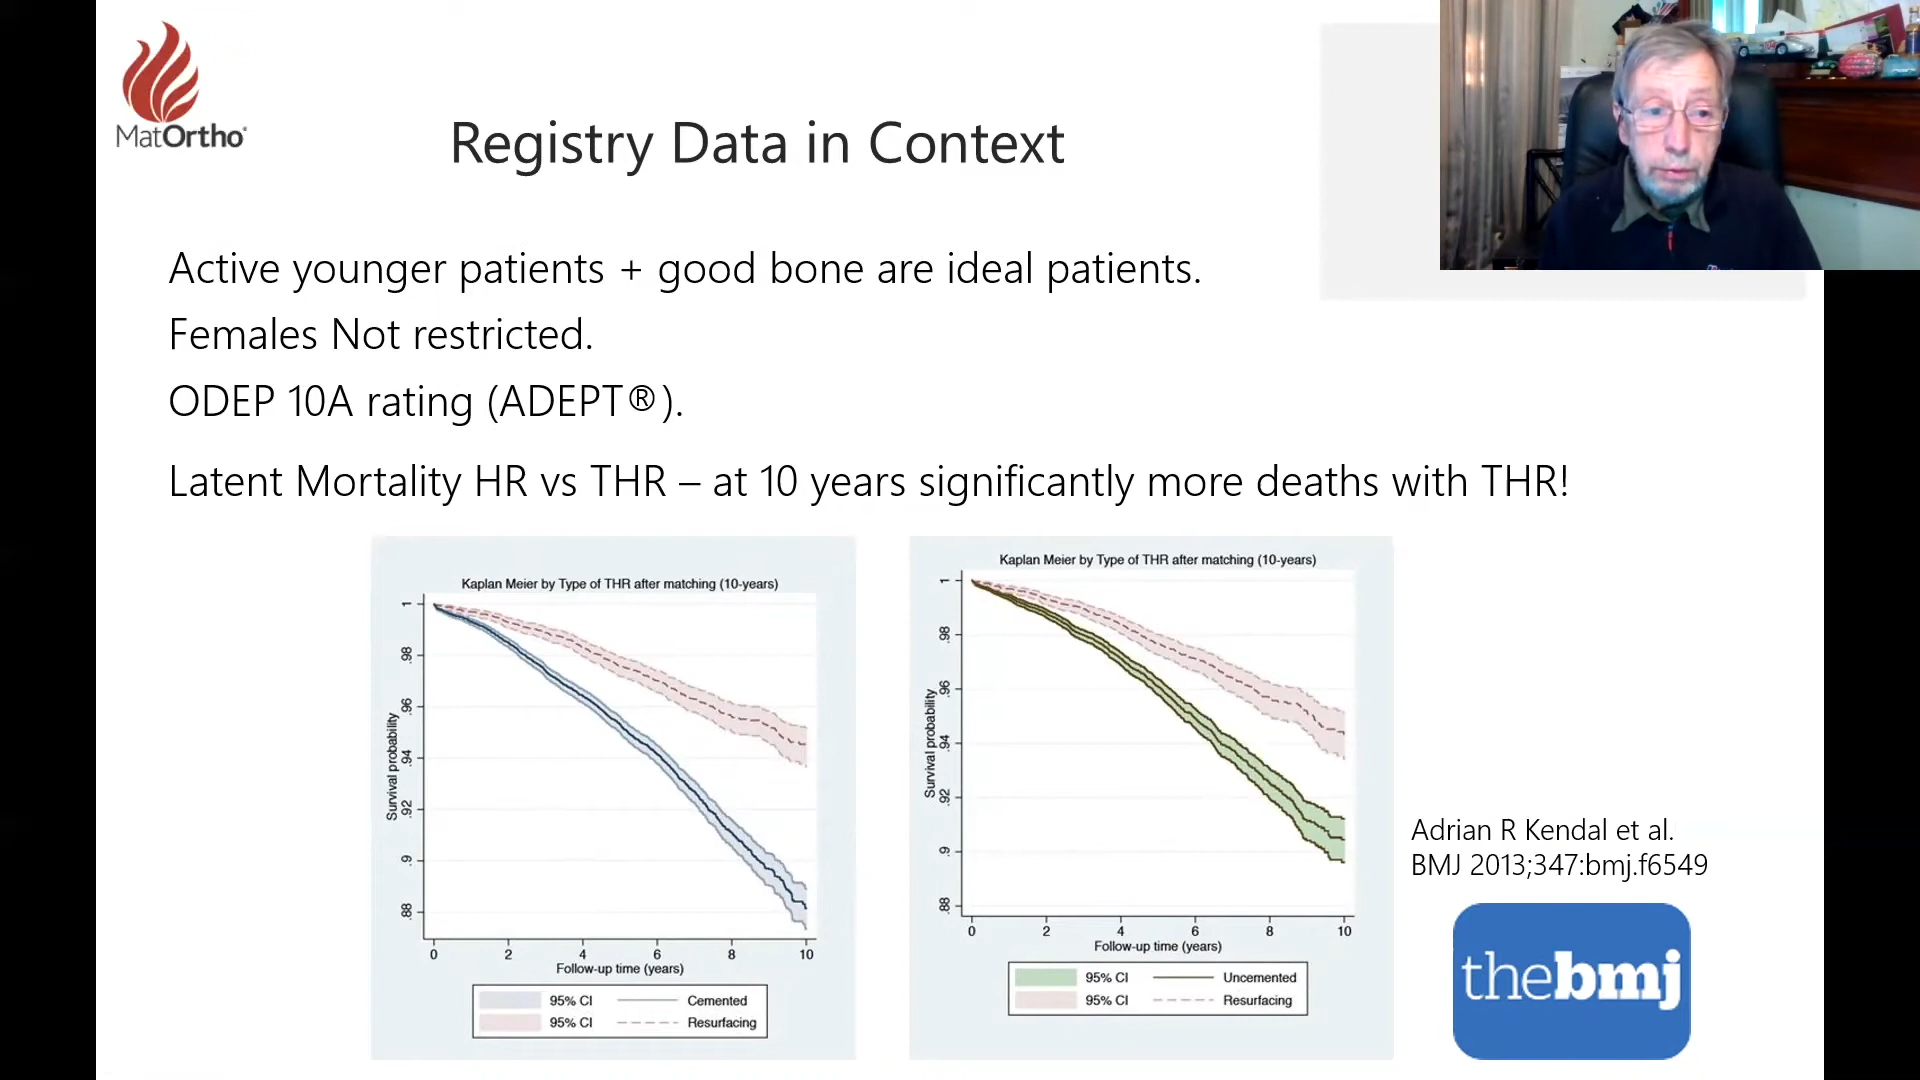 MatOrtho
Registry Data in Context
Active younger patients + good bone are ideal patients.
Females Not restricted.
ODEP 10A rating (ADEPT®).
Latent Mortality HR vs THR – at 10 years significantly more deaths with THR!
Kaplan Meier by Type of THR after matching (10-years)
Survival probability
1
.98
.96
.94
.92
.9
.88
0 2 4 6 8 10
Follow-up time (years)
95% CI Cemented
95% CI Resurfacing
Kaplan Meier by Type of THR after matching (10-years)
Survival probability
1
.98
.96
.94
.92
.9
.88
0 2 4 6 8 10
Follow-up time (years)
95% CI Uncemented
95% CI Resurfacing
Adrian R Kendal et al.
BMJ 2013;347:bmj.f6549
thebmj